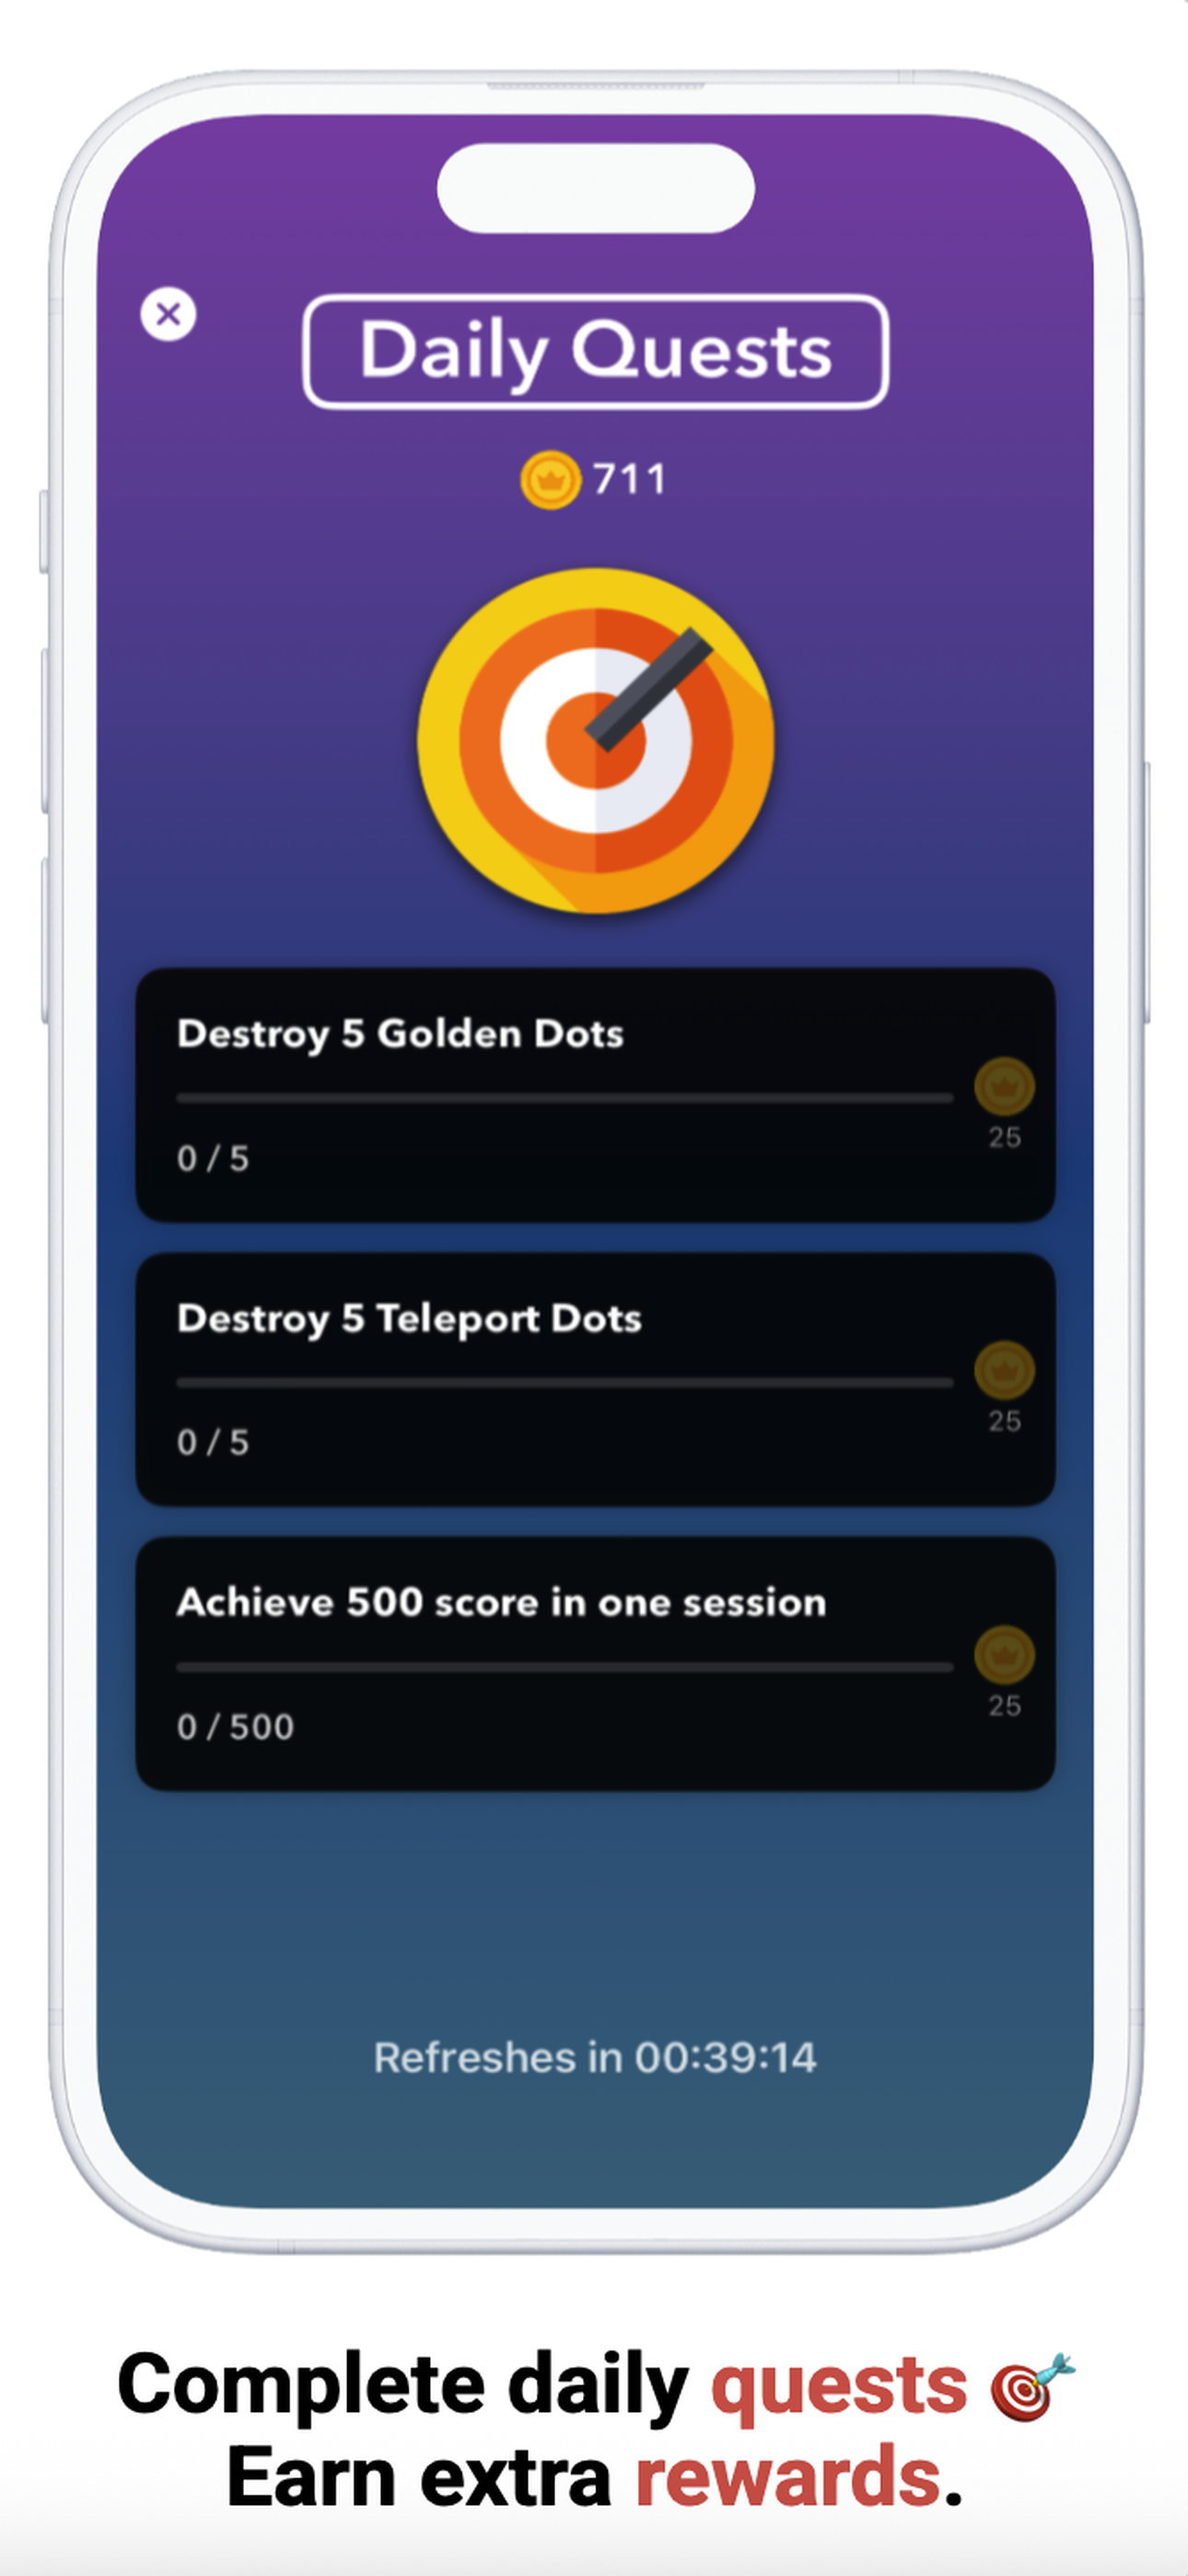 Daily Quests
711
Destroy 5 Golden Dots
25
0 / 5
Destroy 5 Teleport Dots
25
0 / 5
Achieve 500 score in one session
25
0 / 500
Refreshes in 00:39:14
Complete daily quests 🎯
Earn extra rewards.